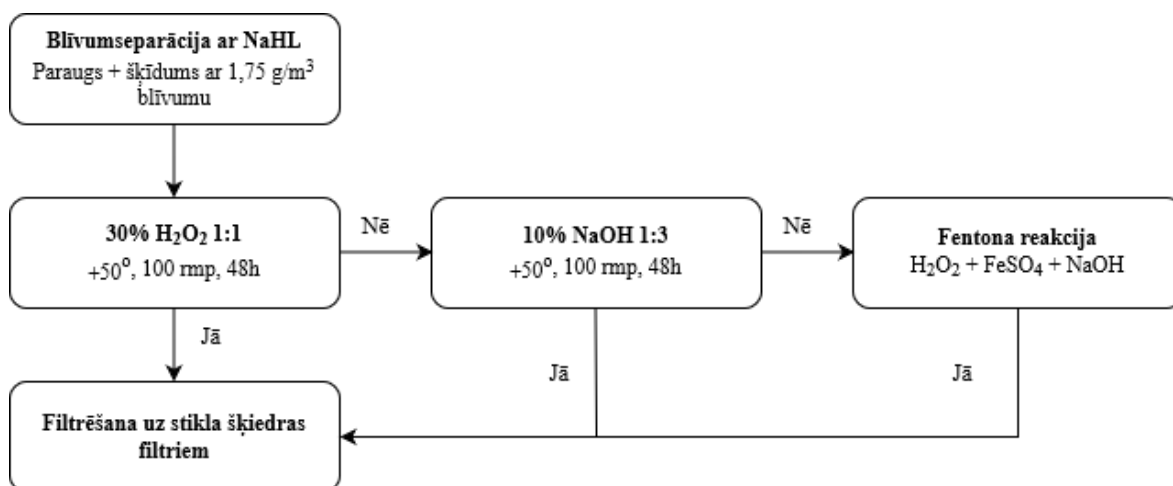 Blīvumseparācija ar NaHL
Paraugs + šķīdums ar 1,75 g/m³
blīvumu
30% H₂O₂ 1:1
+50°, 100 rmp, 48h
Nē
10% NaOH 1:3
+50°, 100 rmp, 48h
Nē
Fentona reakcija
H₂O₂ + FeSO₄ + NaOH
Jā
Jā
Jā
Filtrēšana uz stikla šķiedras
filtriem